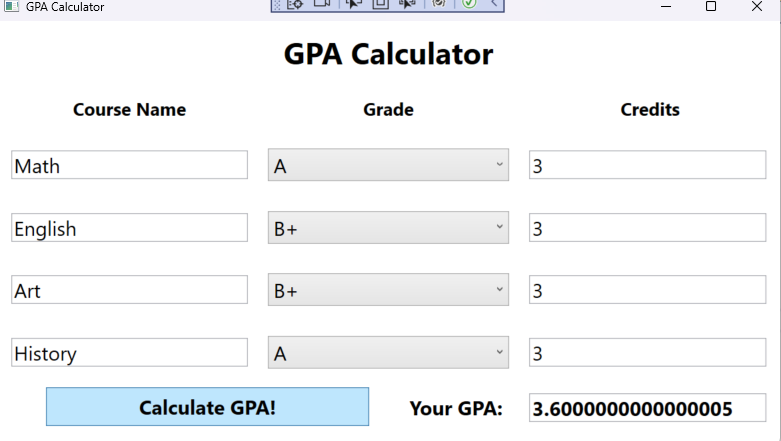 GPA Calculator
GPA Calculator
Course Name Grade Credits
Math A 3
English B+ 3
Art B+ 3
History A 3
Calculate GPA! Your GPA: 3.6000000000000005